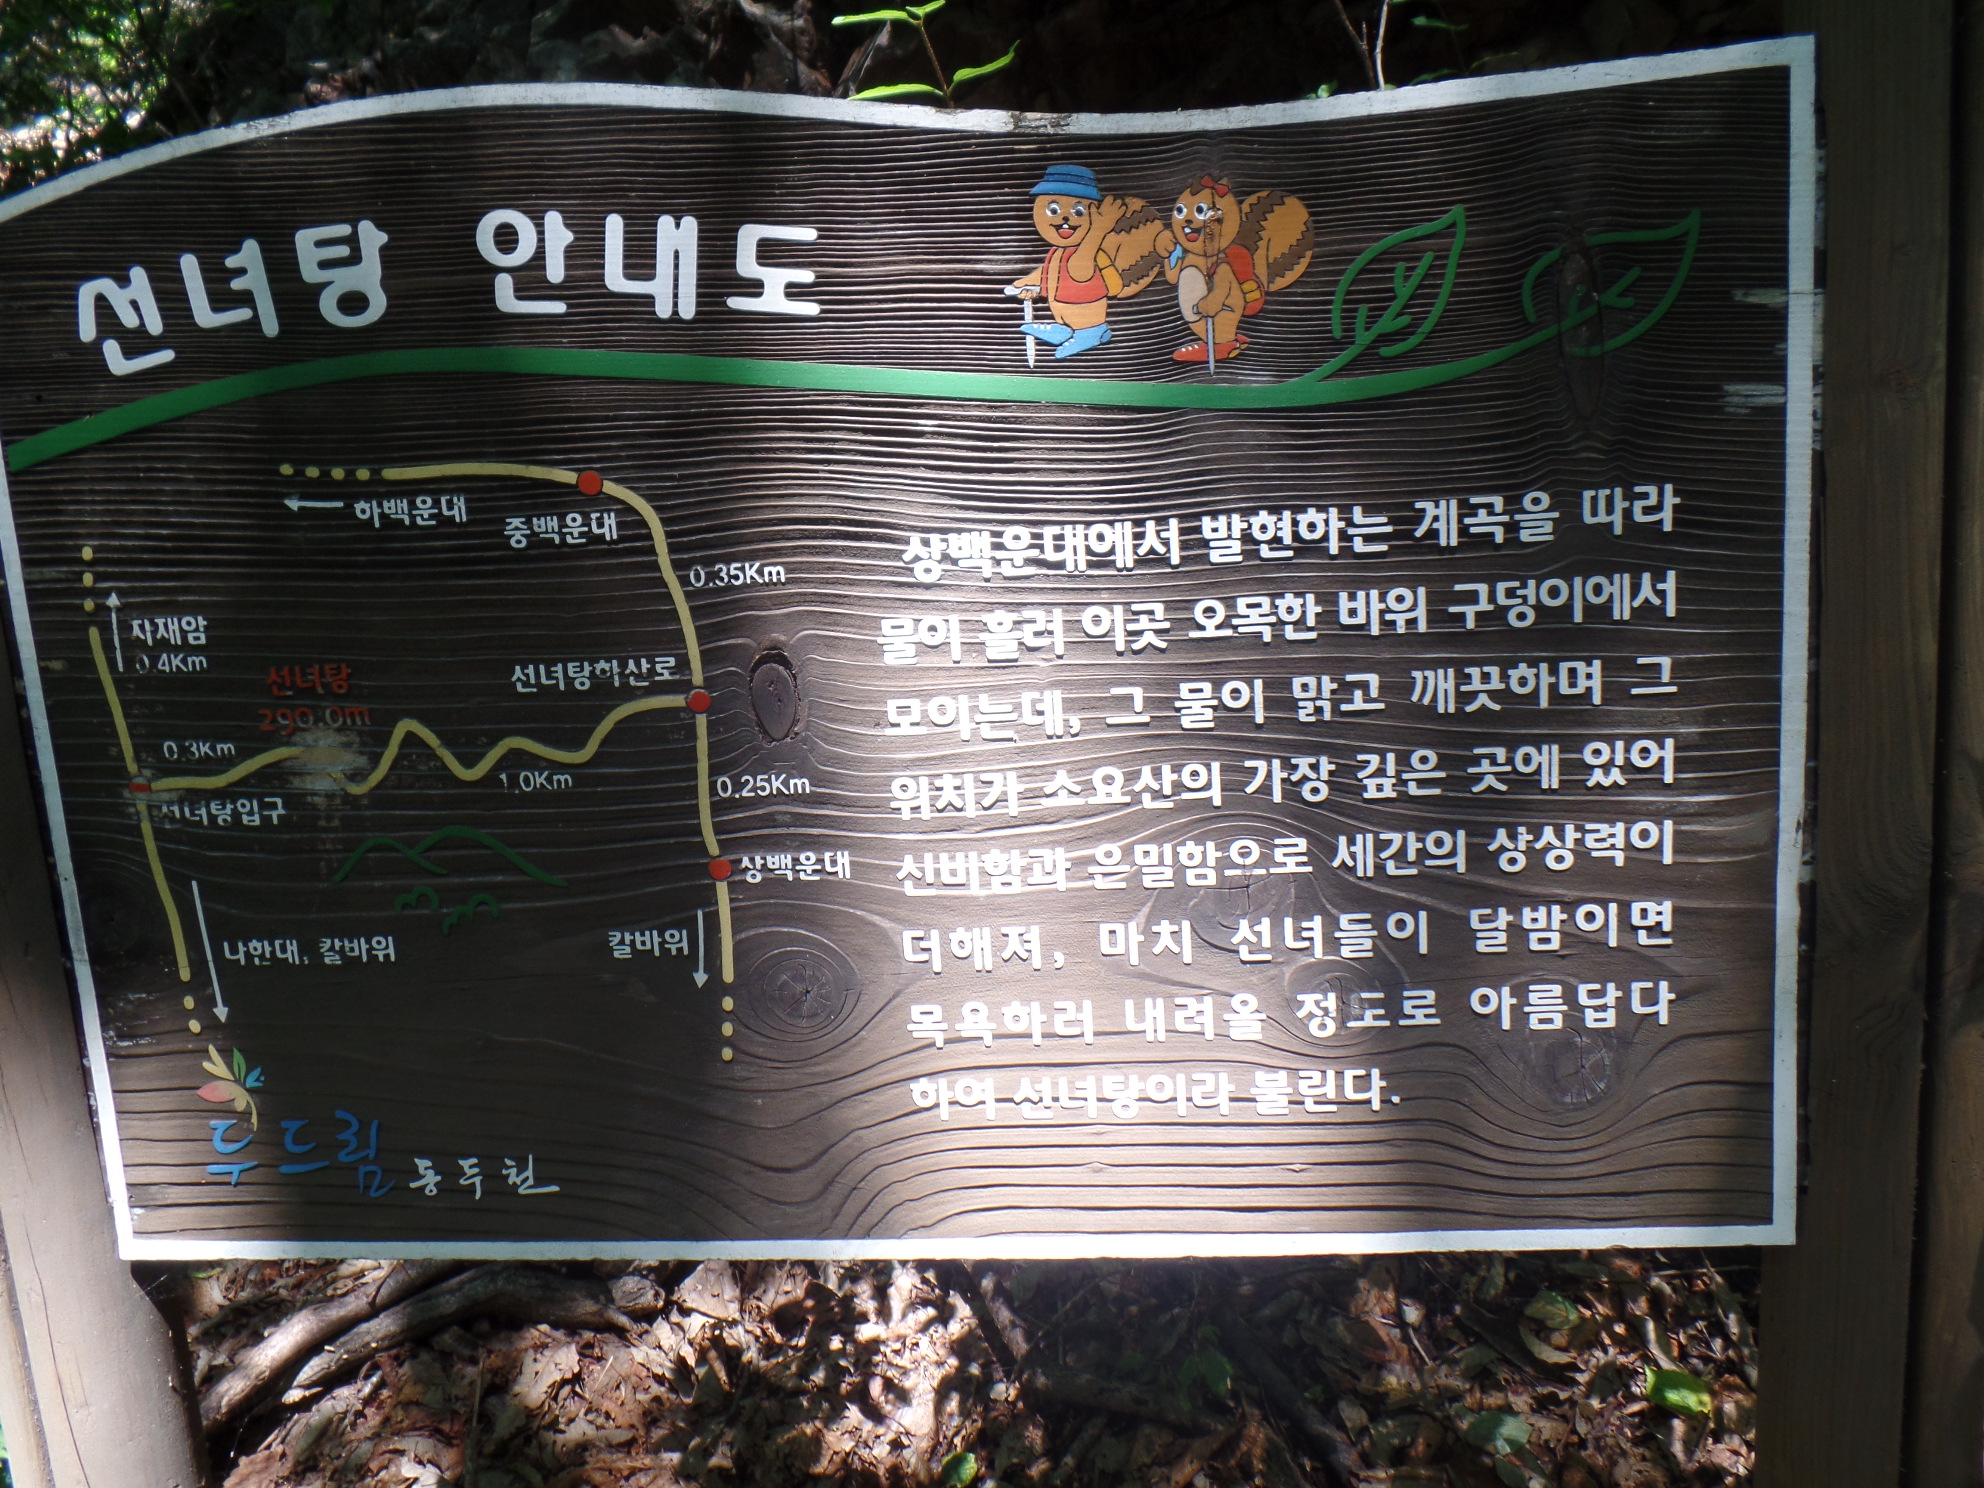 선녀탕 안내도
하백운대
중백운대
0.35Km
자재암
0.4Km
선녀탕
290.0m
선녀탕하산로
0.3Km
1.0Km
0.25Km
선녀탕입구
상백운대
나한대, 칼바위
칼바위
상백운대에서 발현하는 계곡을 따라
물이 흘러 이곳 오목한 바위 구덩이에서
모이는데, 그 물이 맑고 깨끗하며 그
위치가 소요산의 가장 깊은 곳에 있어
신비함과 은밀함으로 세간의 상상력이
더해져, 마치 선녀들이 달밤이면
목욕하러 내려올 정도로 아름답다
하여 선녀탕이라 불린다.
두드림 동두천